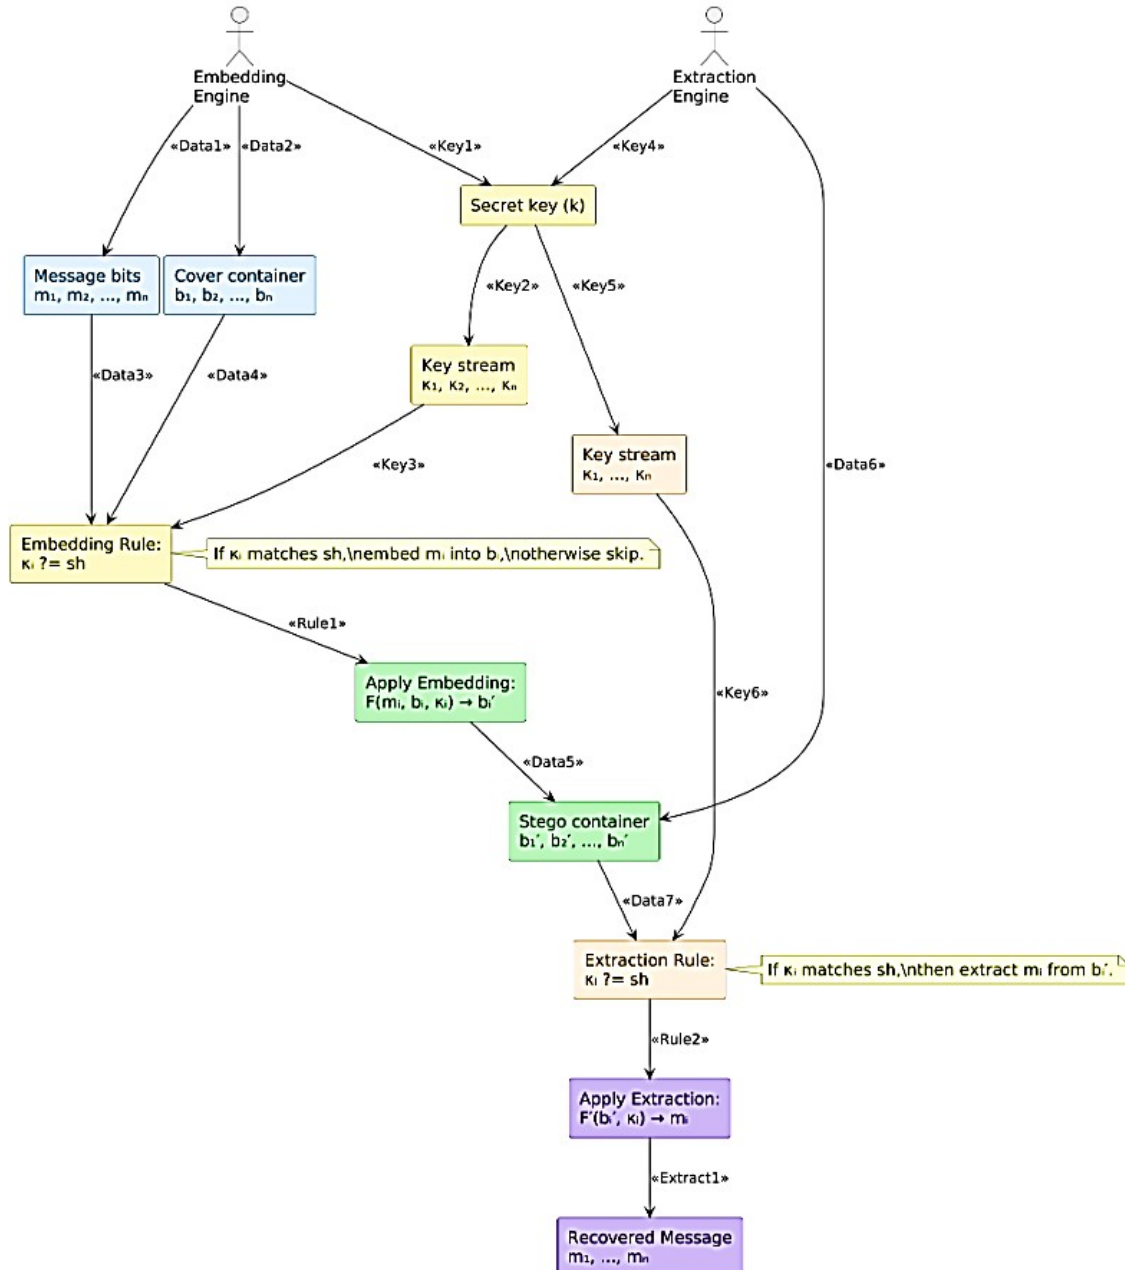 Embedding
Engine
Extraction
Engine
«Data1»
«Data2»
«Key1»
«Key4»
Secret key (k)
Message bits
m₁, m₂, ..., mₙ
Cover container
b₁, b₂, ..., bₙ
«Key2»
«Key5»
«Data3»
«Data4»
Key stream
κ₁, κ₂, ..., κₙ
«Key3»
Key stream
κ₁, ..., κₙ
«Data6»
Embedding Rule:
κᵢ ?= sh
If κᵢ matches sh,\nembed mᵢ into bᵢ,\notherwise skip.
«Rule1»
Apply Embedding:
F(mᵢ, bᵢ, κᵢ) → bᵢ′
«Key6»
«Data5»
Stego container
b₁′, b₂′, ..., bₙ′
«Data7»
Extraction Rule:
κᵢ ?= sh
If κᵢ matches sh,\nthen extract mᵢ from bᵢ′.
«Rule2»
Apply Extraction:
F′(bᵢ′, κᵢ) → mᵢ
«Extract1»
Recovered Message
m₁, ..., mₙ